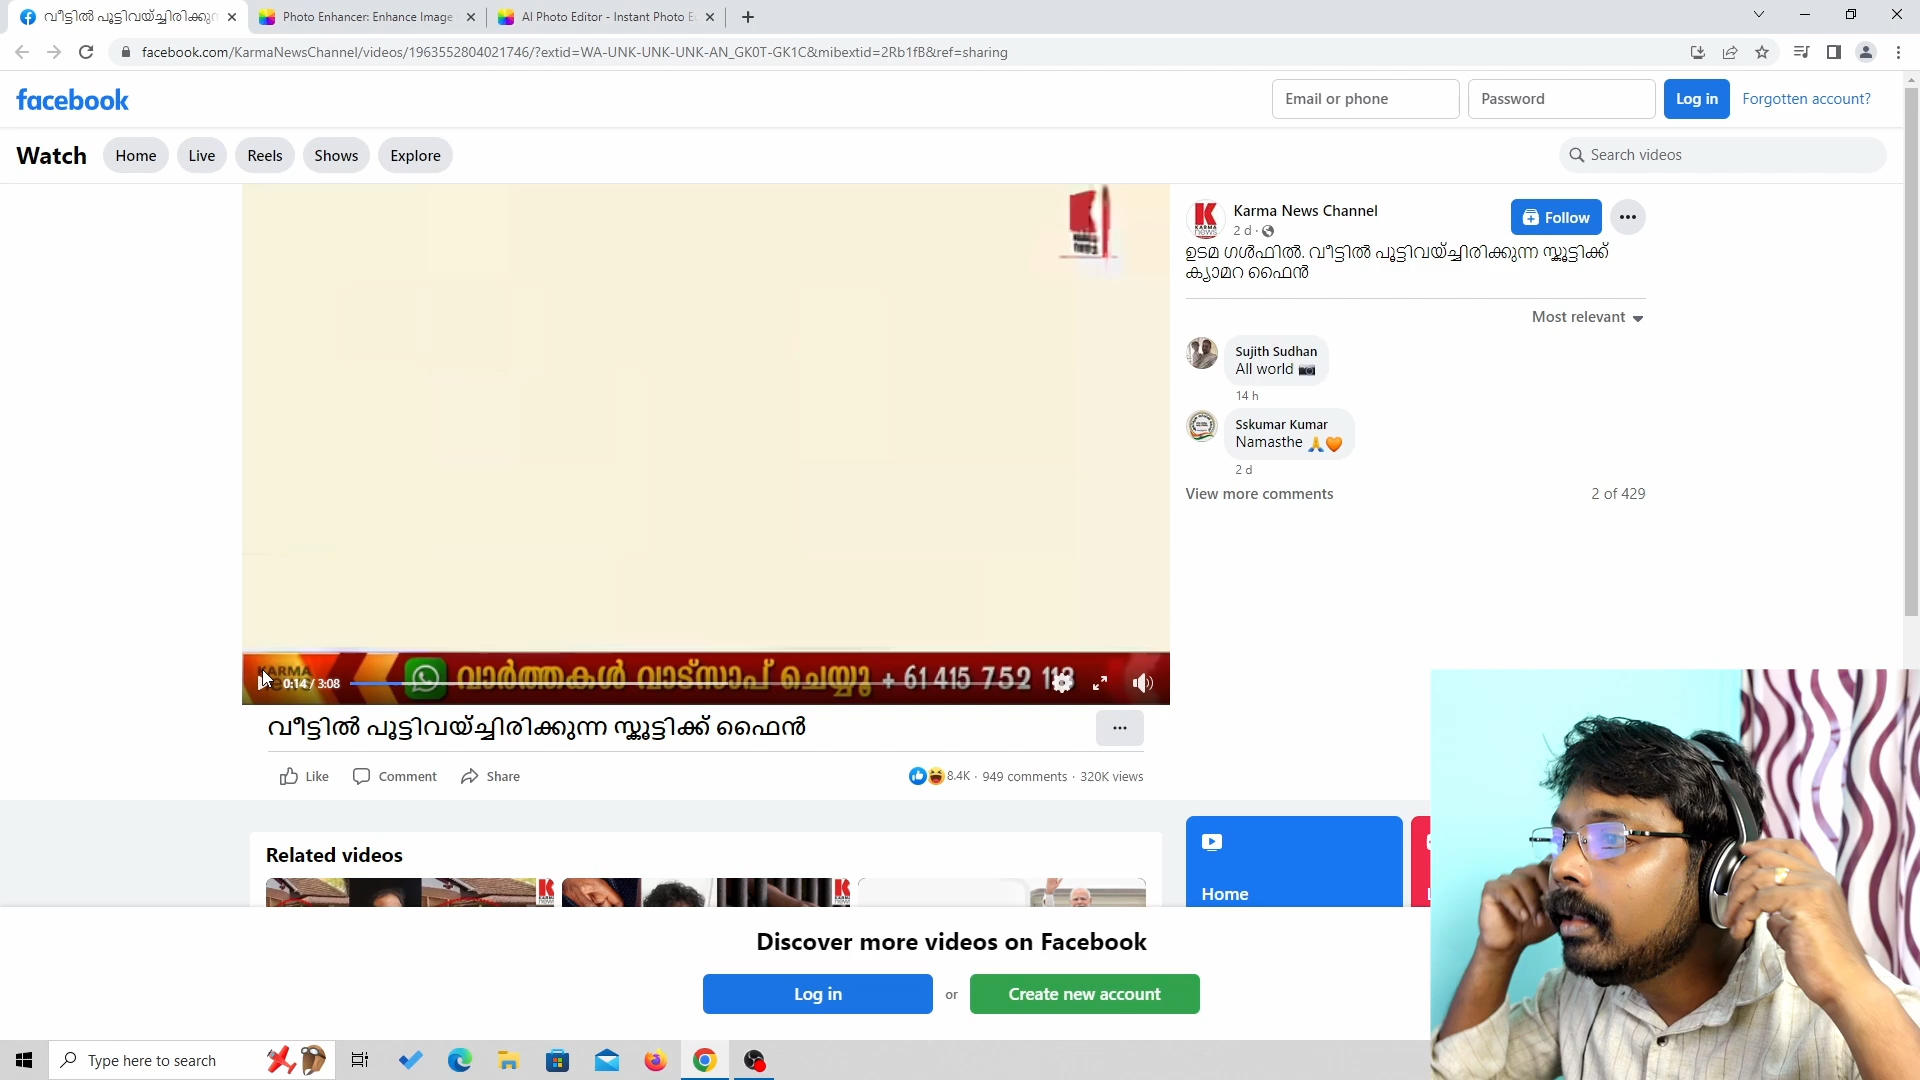 വീട്ടിൽ പൂട്ടിവയ്ച്ചിരിക്കുന
Photo Enhancer: Enhance Image
AI Photo Editor - Instant Photo E
facebook.com/KarmaNewsChannel/videos/1963552804021746/?extid=WA-UNK-UNK-UNK-AN_GK0T-GK1C&mibextid=2Rb1fB&ref=sharing
facebook
Email or phone
Password
Log in
Forgotten account?
Watch
Home
Live
Reels
Shows
Explore
Search videos
Karma News Channel
2 d ·
Follow
ഉടമ ഗൾഫിൽ. വീട്ടിൽ പൂട്ടിവയ്ച്ചിരിക്കുന്ന സ്കൂട്ടിക്ക്
ക്യാമറ ഫൈൻ
Most relevant
Sujith Sudhan
All world 📷
14 h
Sskumar Kumar
Namasthe 🙏🧡
2 d
View more comments
2 of 429
KARMA
0:14 / 3:08
വാർത്തകൾ വാട്സാപ് ചെയ്യൂ + 61 415 752 113
വീട്ടിൽ പൂട്ടിവയ്ച്ചിരിക്കുന്ന സ്കൂട്ടിക്ക് ഫൈൻ
Like
Comment
Share
8.4K · 949 comments · 320K views
Related videos
Home
Discover more videos on Facebook
Log in
or
Create new account
Type here to search